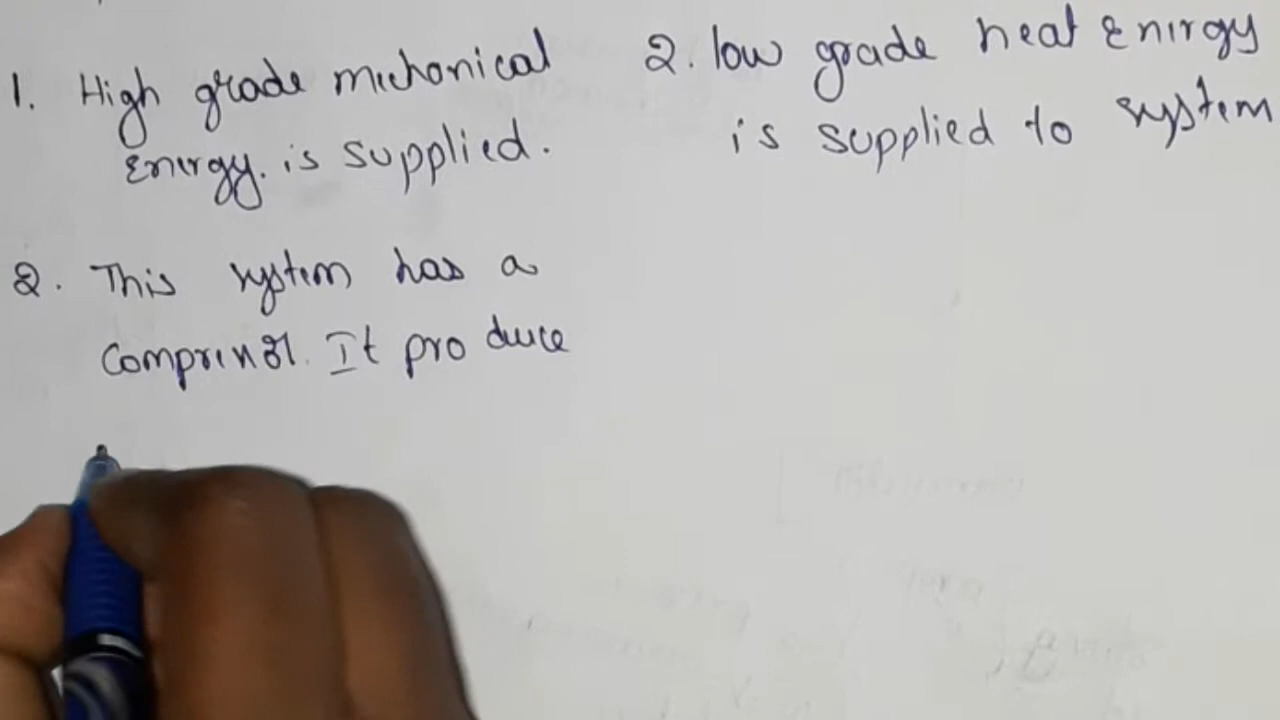 1. High grade mechanical
Energy. is supplied.
2. This system has a
Compressor. It produce
2. low grade heat Energy
is supplied to system